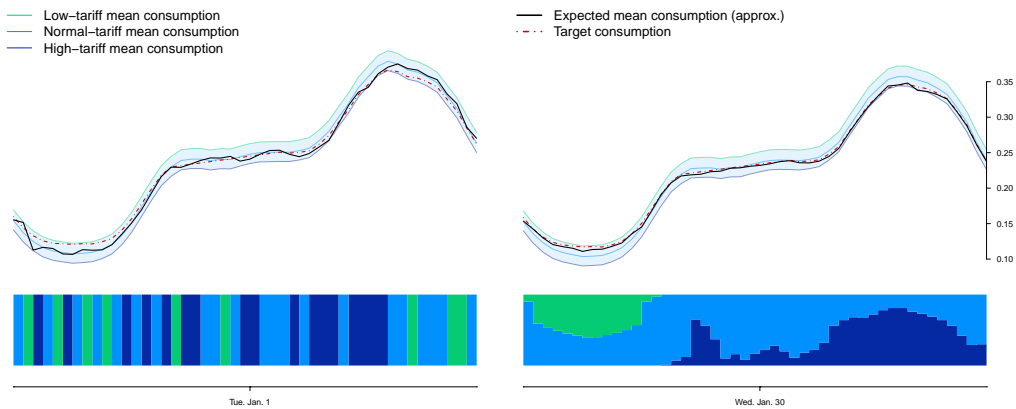 Low−tariff mean consumption
Normal−tariff mean consumption
High−tariff mean consumption
Expected mean consumption (approx.)
Target consumption
0.35
0.30
0.25
0.20
0.15
0.10
Tue. Jan. 1
Wed. Jan. 30